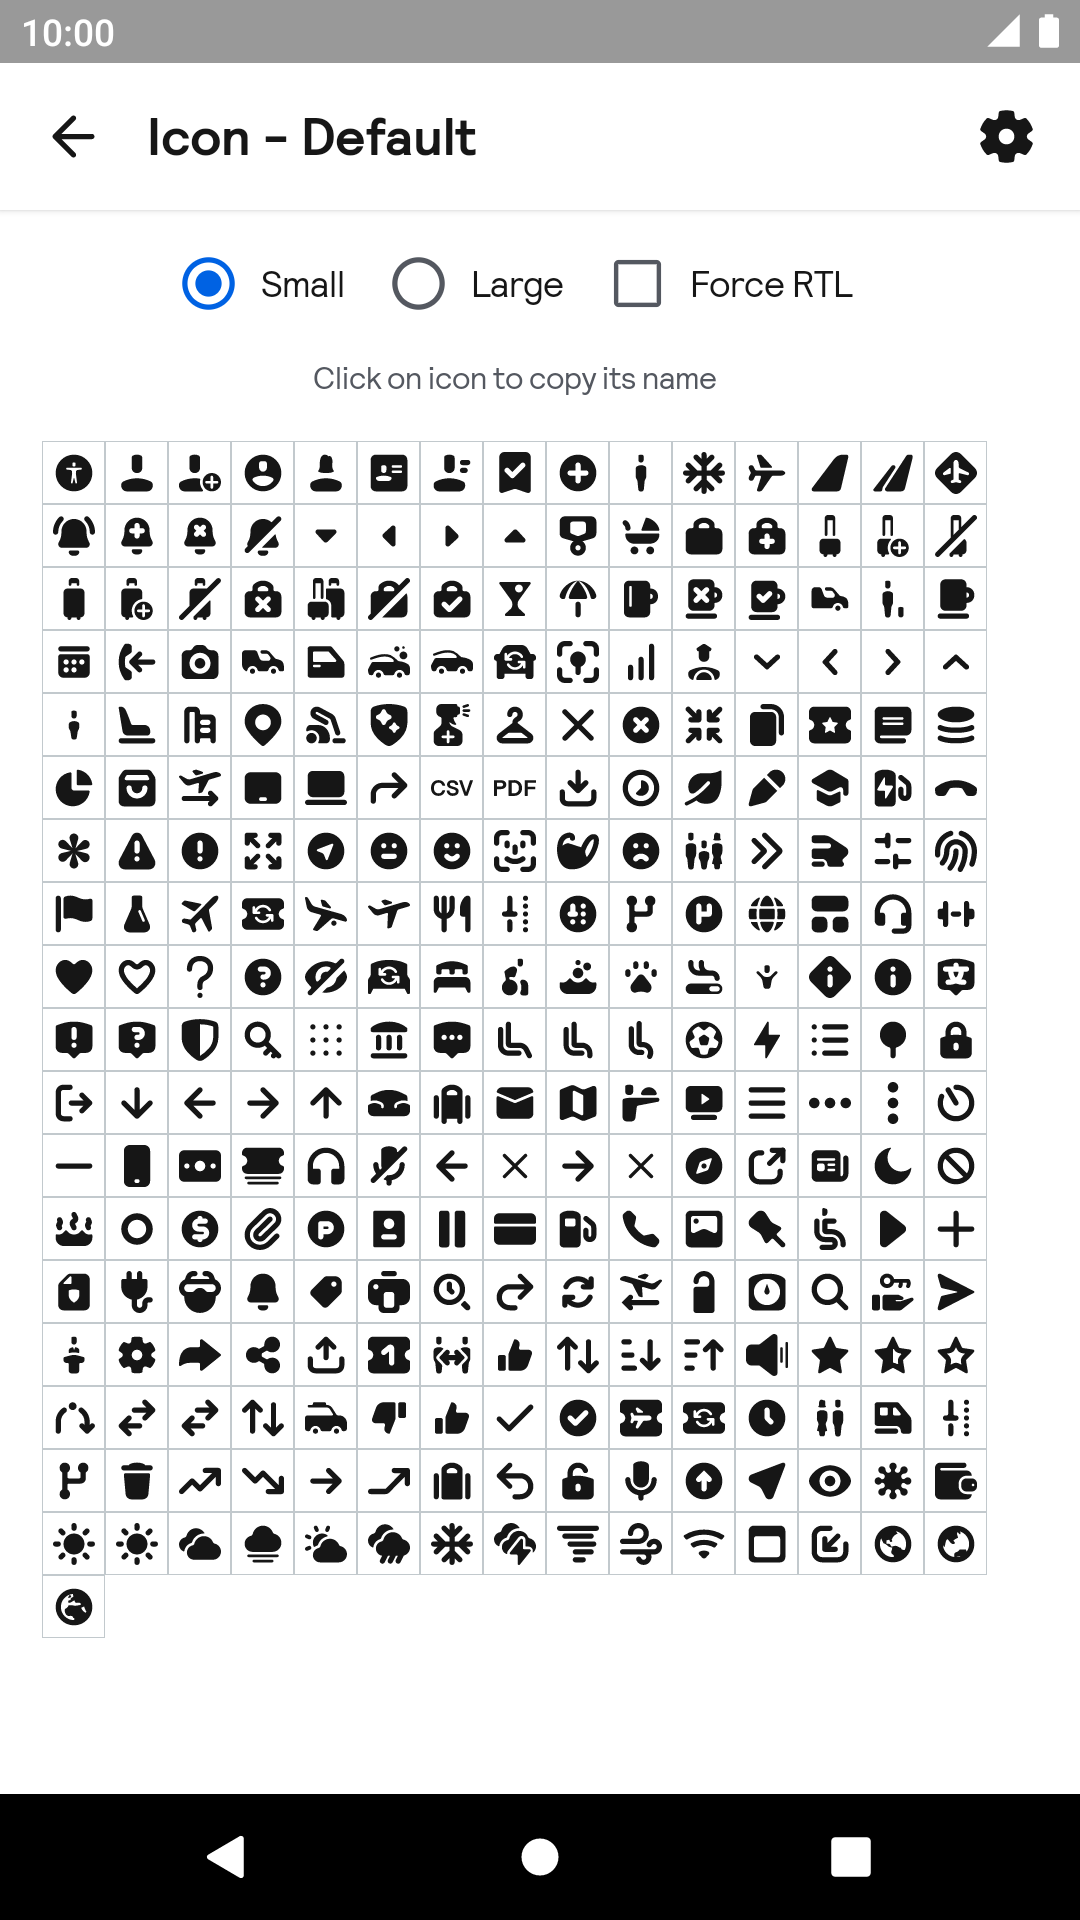 10:00
Icon - Default
Small Large Force RTL
Click on icon to copy its name
CSV PDF